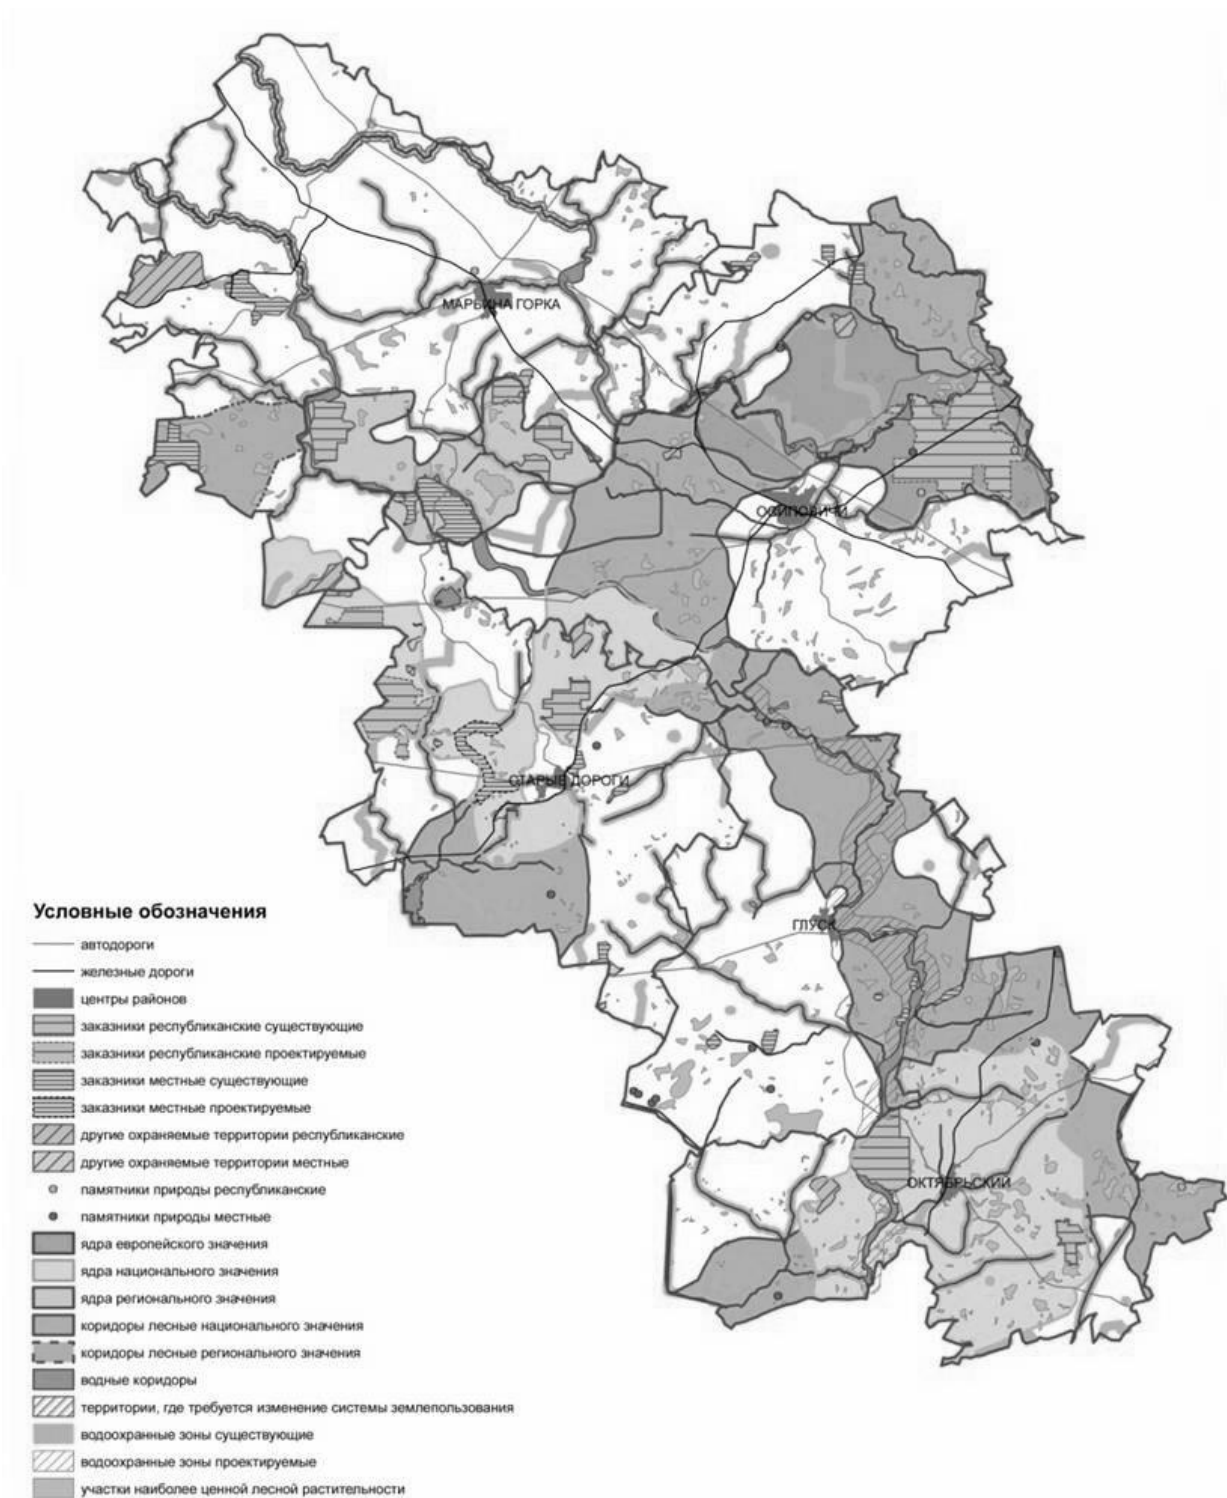 МАРЬИНА ГОРКА
ОСИПОВИЧИ
СТАРЫЕ ДОРОГИ
ГЛУСК
ОКТЯБРЬСКИЙ
Условные обозначения
автодороги
железные дороги
центры районов
заказники республиканские существующие
заказники республиканские проектируемые
заказники местные существующие
заказники местные проектируемые
другие охраняемые территории республиканские
другие охраняемые территории местные
памятники природы республиканские
памятники природы местные
ядра европейского значения
ядра национального значения
ядра регионального значения
коридоры лесные национального значения
коридоры лесные регионального значения
водные коридоры
территории, где требуется изменение системы землепользования
водоохранные зоны существующие
водоохранные зоны проектируемые
участки наиболее ценной лесной растительности